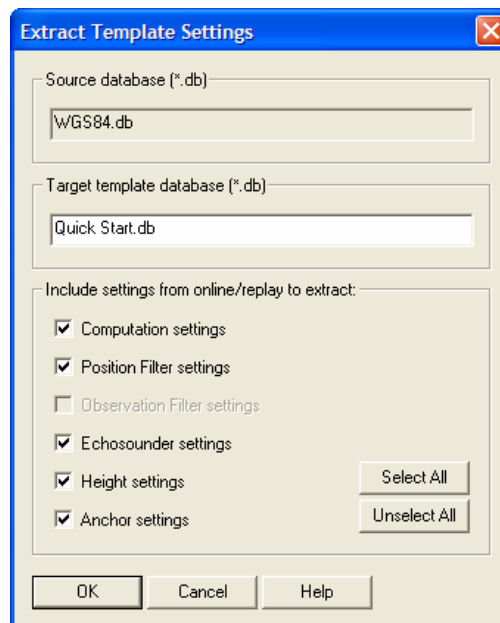 Extract Template Settings
Source database (*.db)
WGS84.db
Target template database (*.db)
Quick Start.db
Include settings from online/replay to extract:
Computation settings
Position Filter settings
Observation Filter settings
Echosounder settings
Height settings
Select All
Anchor settings
Unselect All
OK Cancel Help